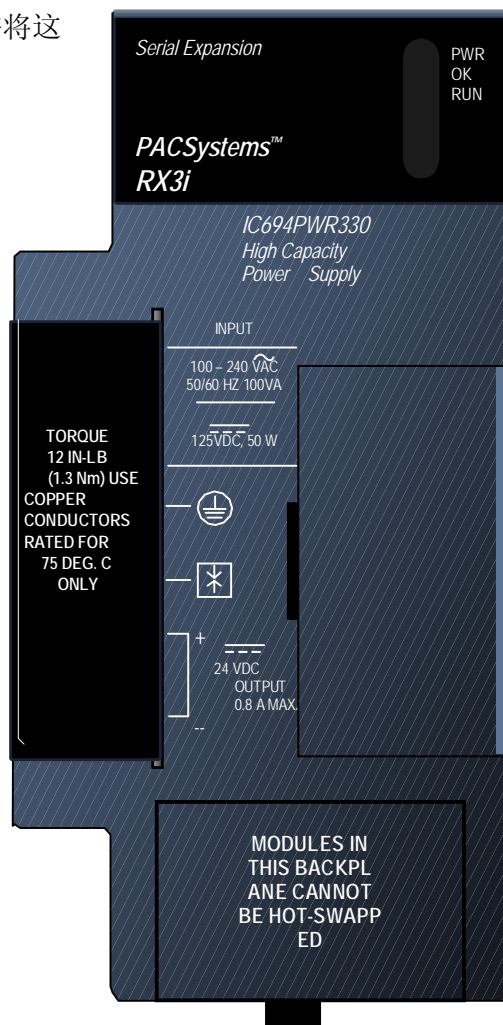 将这
Serial Expansion
PWR
OK
RUN
PACSystems™
RX3i
IC694PWR330
High Capacity
Power Supply
INPUT
100 – 240 VAC
50/60 HZ 100VA
125VDC, 50 W
TORQUE
12 IN-LB
(1.3 Nm) USE
COPPER
CONDUCTORS
RATED FOR
75 DEG. C
ONLY
+
24 VDC
OUTPUT
0.8 A MAX.
--
MODULES IN
THIS BACKPL
ANE CANNOT
BE HOT-SWAPP
ED